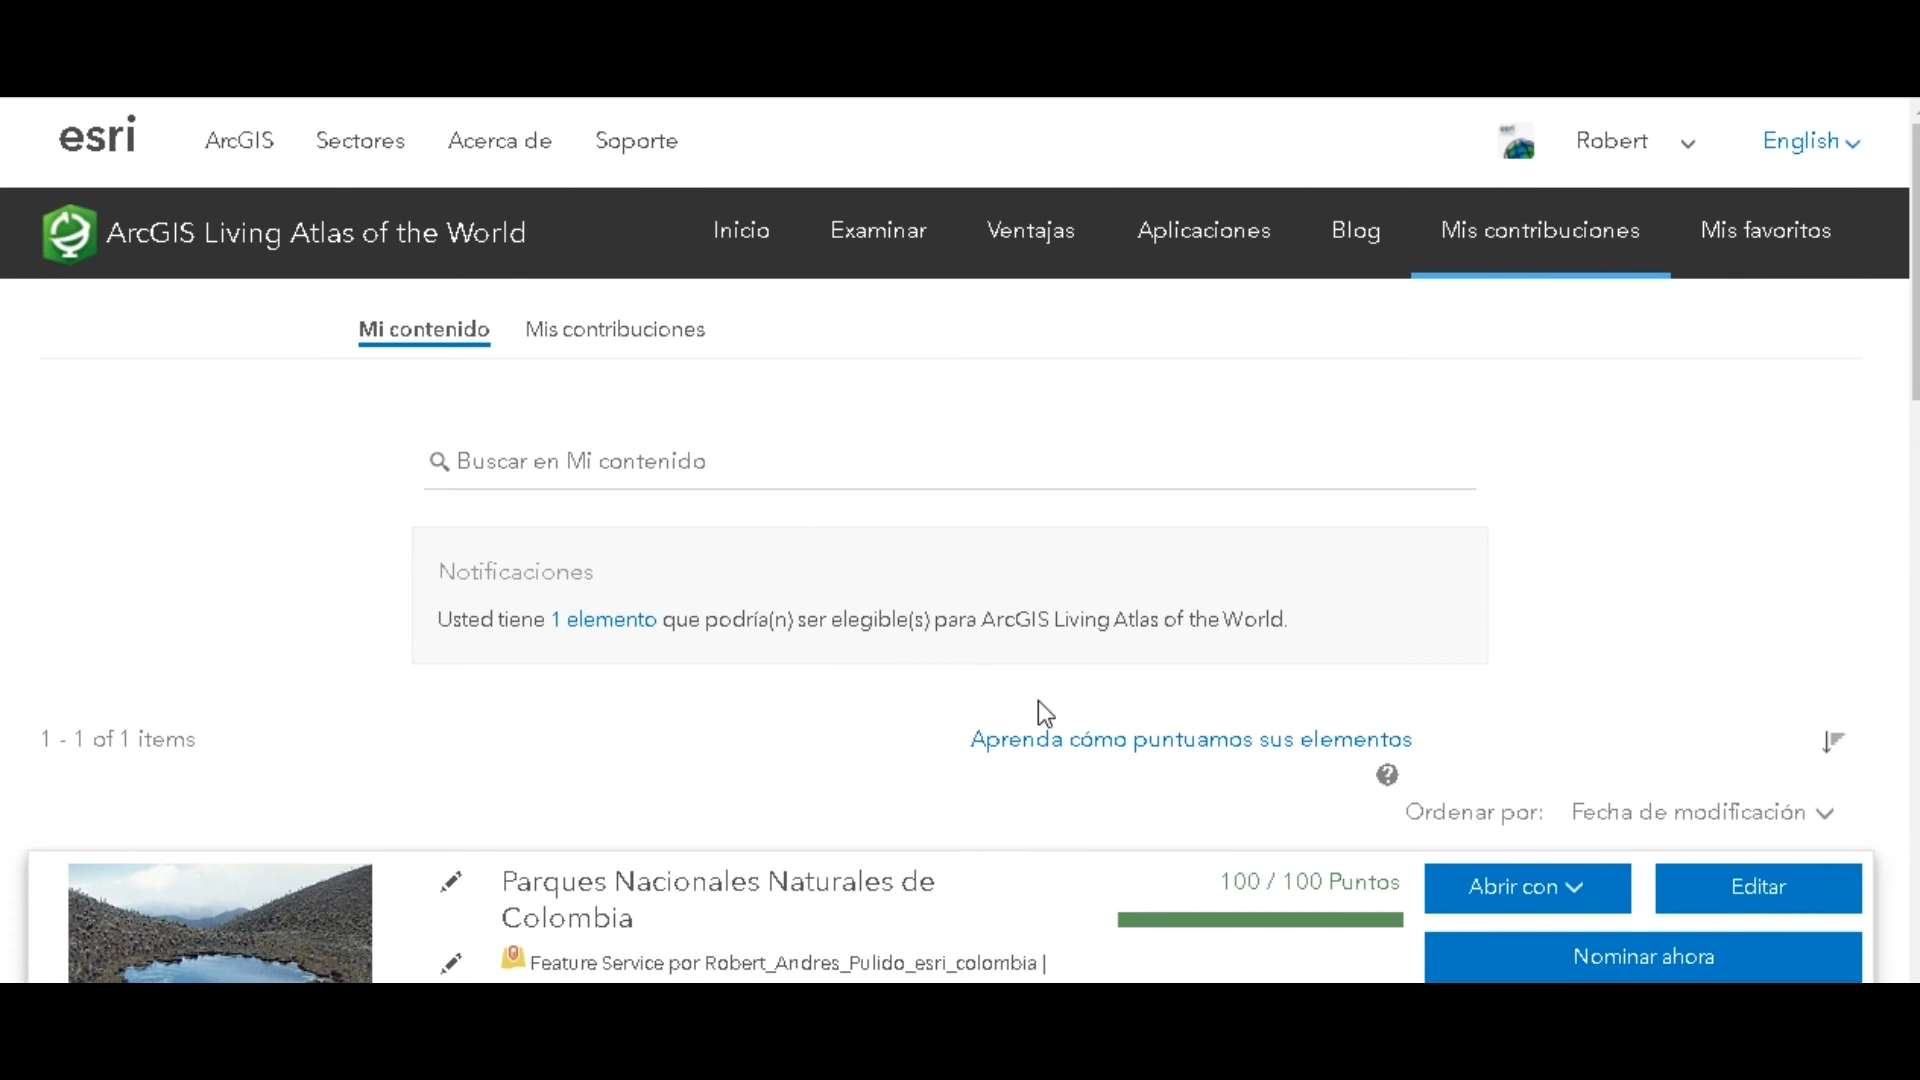 esri ArcGIS Sectores Acerca de Soporte Robert English
ArcGIS Living Atlas of the World Inicio Examinar Ventajas Aplicaciones Blog Mis contribuciones Mis favoritos
Mi contenido Mis contribuciones
Buscar en Mi contenido
Notificaciones
Usted tiene 1 elemento que podría(n) ser elegible(s) para ArcGIS Living Atlas of the World.
1 - 1 of 1 items Aprenda cómo puntuamos sus elementos
Ordenar por: Fecha de modificación
Parques Nacionales Naturales de
Colombia
100 / 100 Puntos
Abrir con
Editar
Feature Service por Robert_Andres_Pulido_esri_colombia |
Nominar ahora